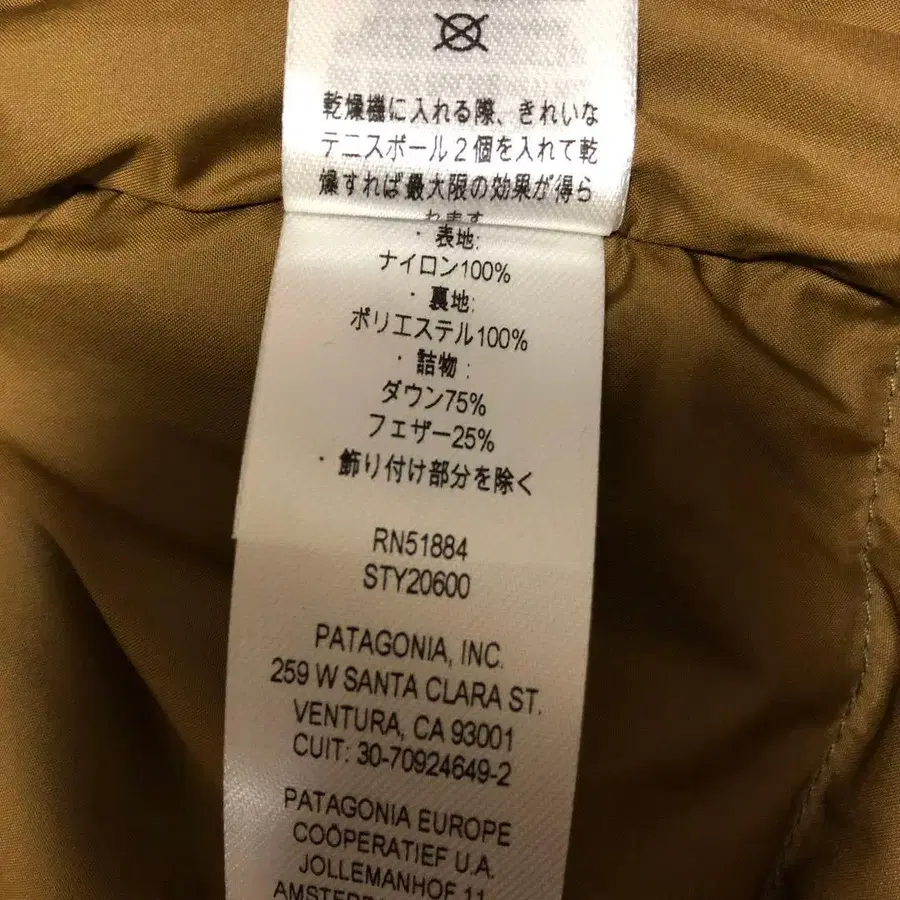 乾燥機に入れる際、きれいな
テニスボール2個を入れて乾
燥すれば最大限の効果が得ら
れます
・表地:
ナイロン100%
・裏地:
ポリエステル100%
・詰物:
ダウン75%
フェザー25%
・飾り付け部分を除く
RN51884
STY20600
PATAGONIA, INC.
259 W SANTA CLARA ST.
VENTURA, CA 93001
CUIT: 30-70924649-2
PATAGONIA EUROPE
COÖPERATIEF U.A.
JOLLEMANHOF 11